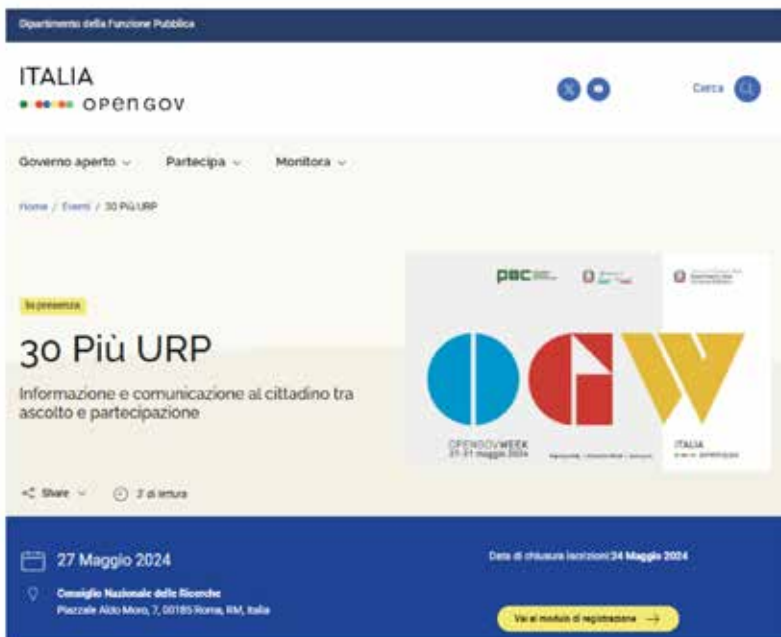 Dipartimento della Funzione Pubblica
ITALIA
OPEN GOV
Cerca
Governo aperto
Partecipa
Monitora
Home / Eventi / 30 Più URP
In presenza
30 Più URP
Informazione e comunicazione al cittadino tra
ascolto e partecipazione
OGW
OPENGOVWEEK
maggio 2024
ITALIA
Share
di lettura
27 Maggio 2024
Consiglio Nazionale delle Ricerche
Piazzale Aldo Moro, 7, 00185 Roma, RM, Italia
Data di chiusura iscrizioni:24 Maggio 2024
Vai al modulo di registrazione